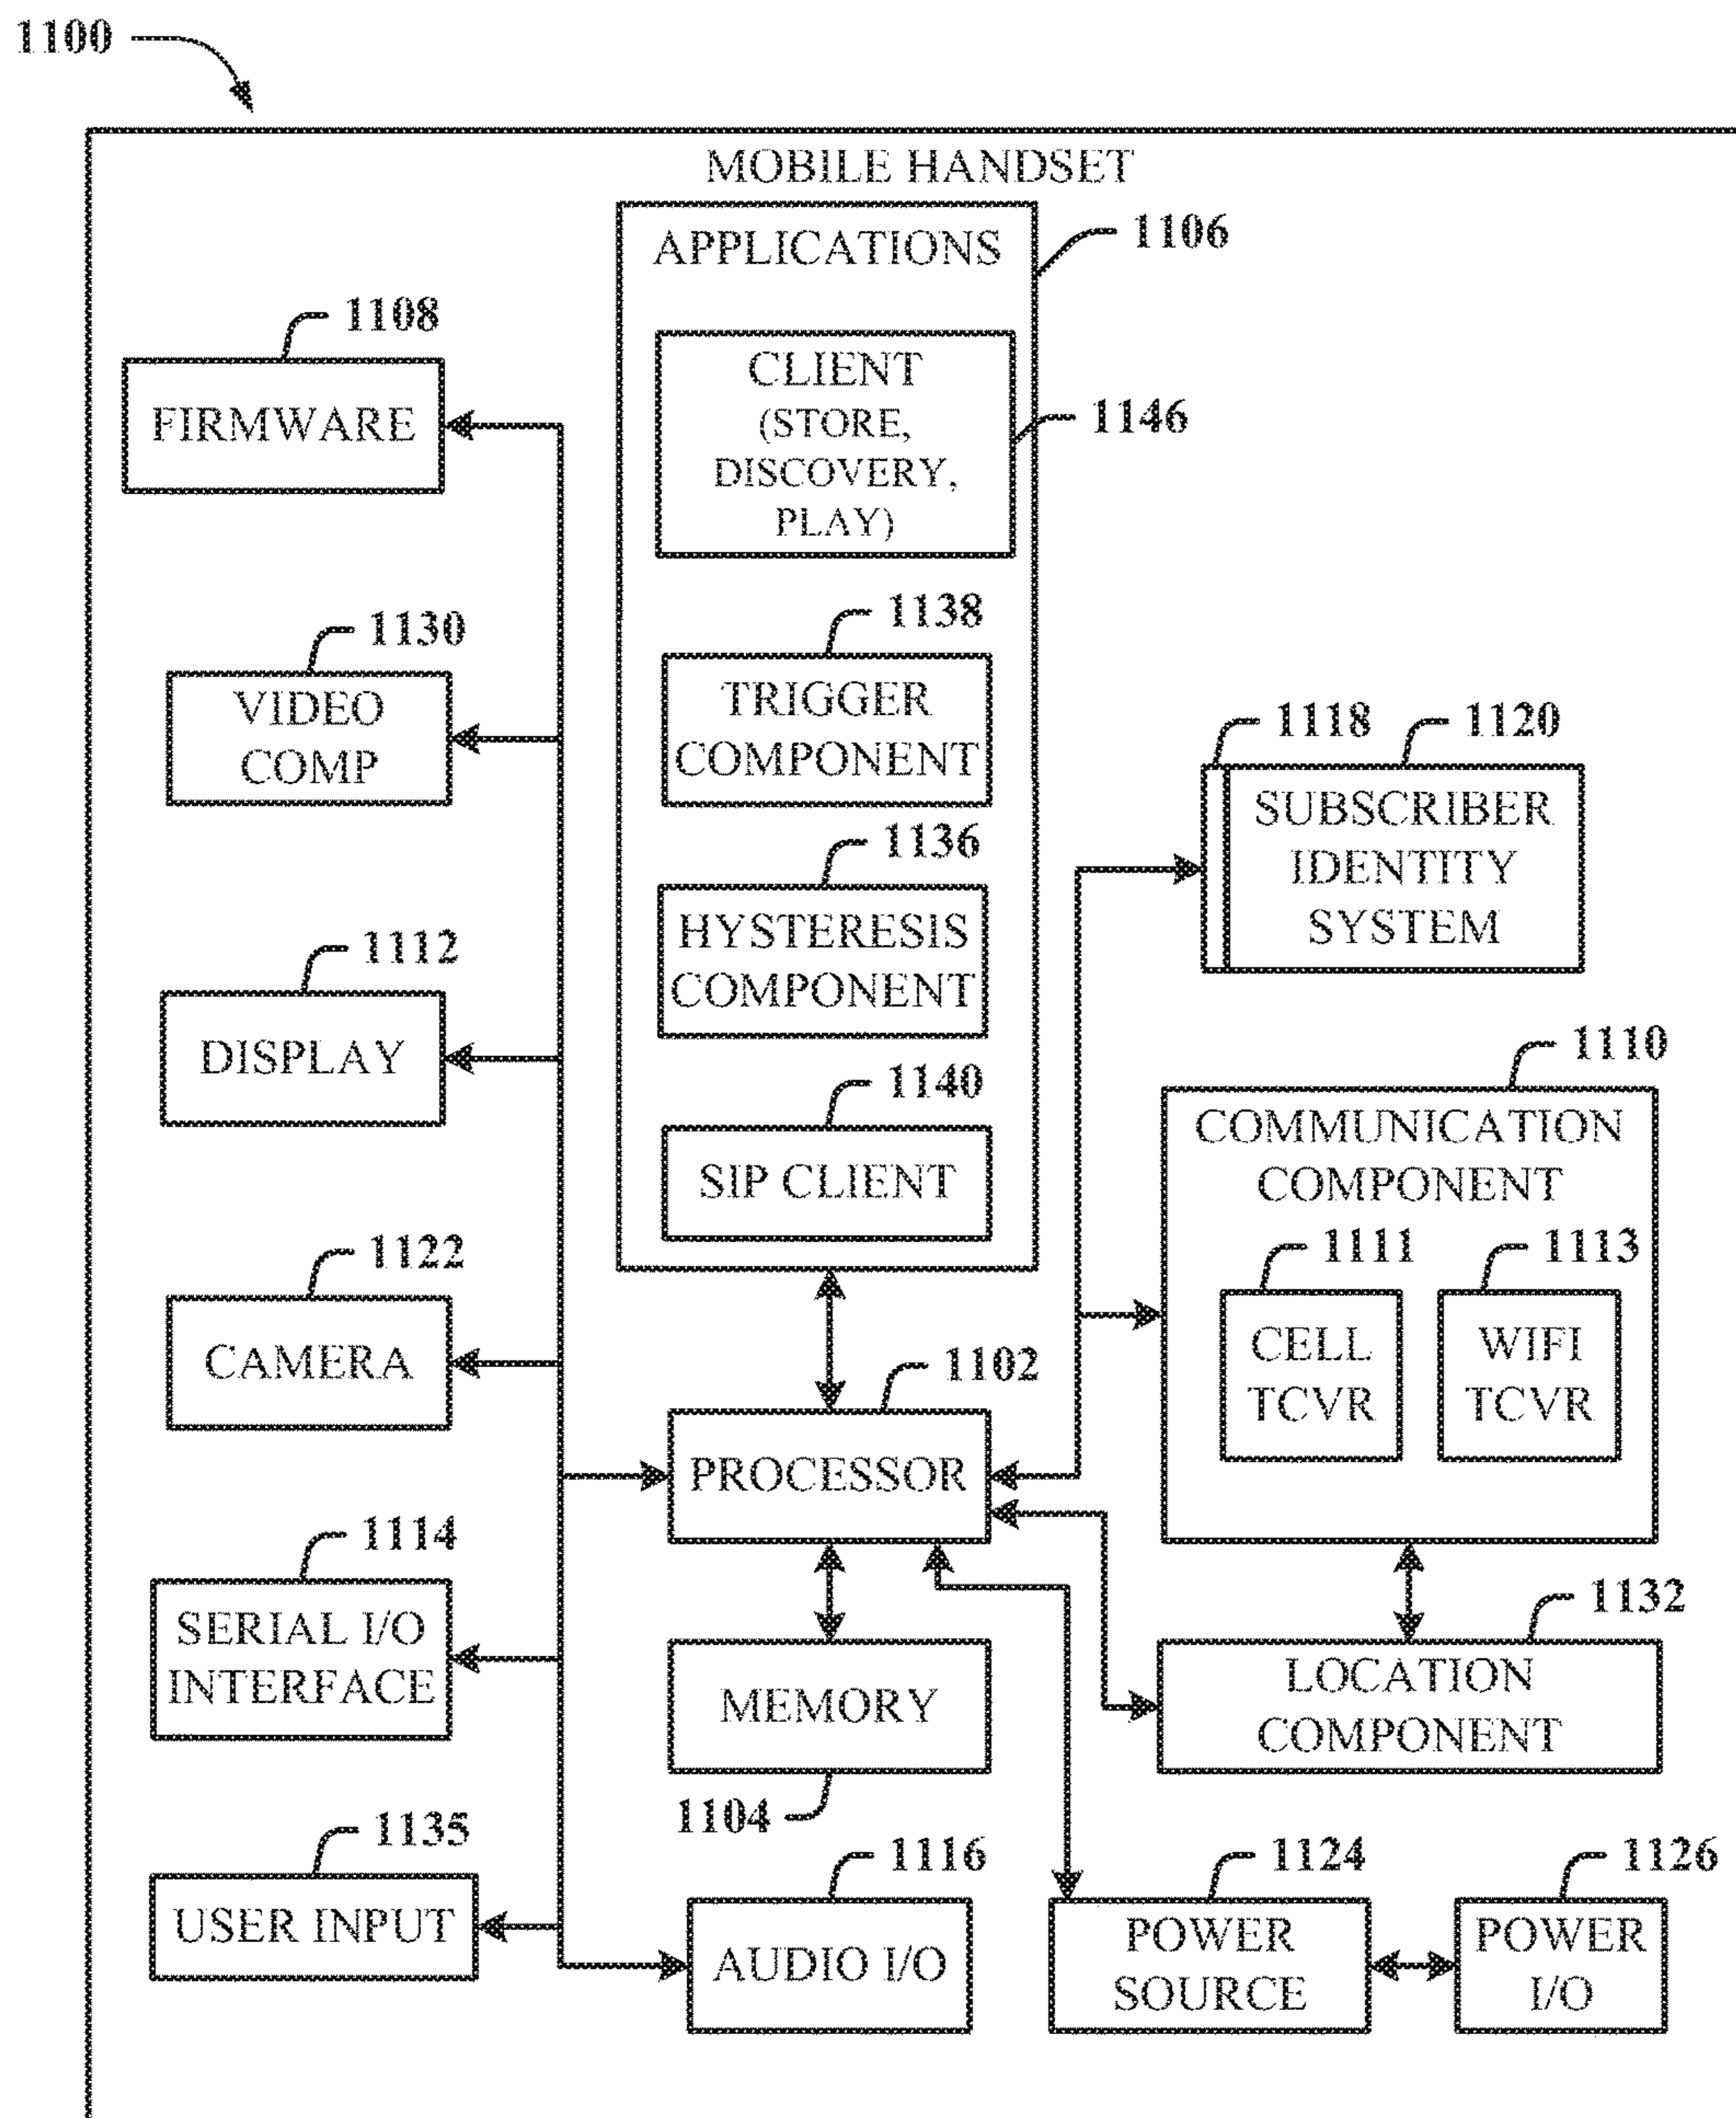 1100
MOBILE HANDSET
APPLICATIONS
1106
CLIENT
(STORE,
DISCOVERY,
PLAY)
1146
1108
FIRMWARE
1138
TRIGGER
COMPONENT
1130
VIDEO
COMP
1136
HYSTERESIS
COMPONENT
1118
1120
SUBSCRIBER
IDENTITY
SYSTEM
1112
DISPLAY
1140
SIP CLIENT
1110
COMMUNICATION
COMPONENT
1111
CELL
TCVR
1113
WIFI
TCVR
1122
CAMERA
1102
PROCESSOR
1114
SERIAL I/O
INTERFACE
MEMORY
1104
1132
LOCATION
COMPONENT
1135
USER INPUT
1116
AUDIO I/O
1124
POWER
SOURCE
1126
POWER
I/O